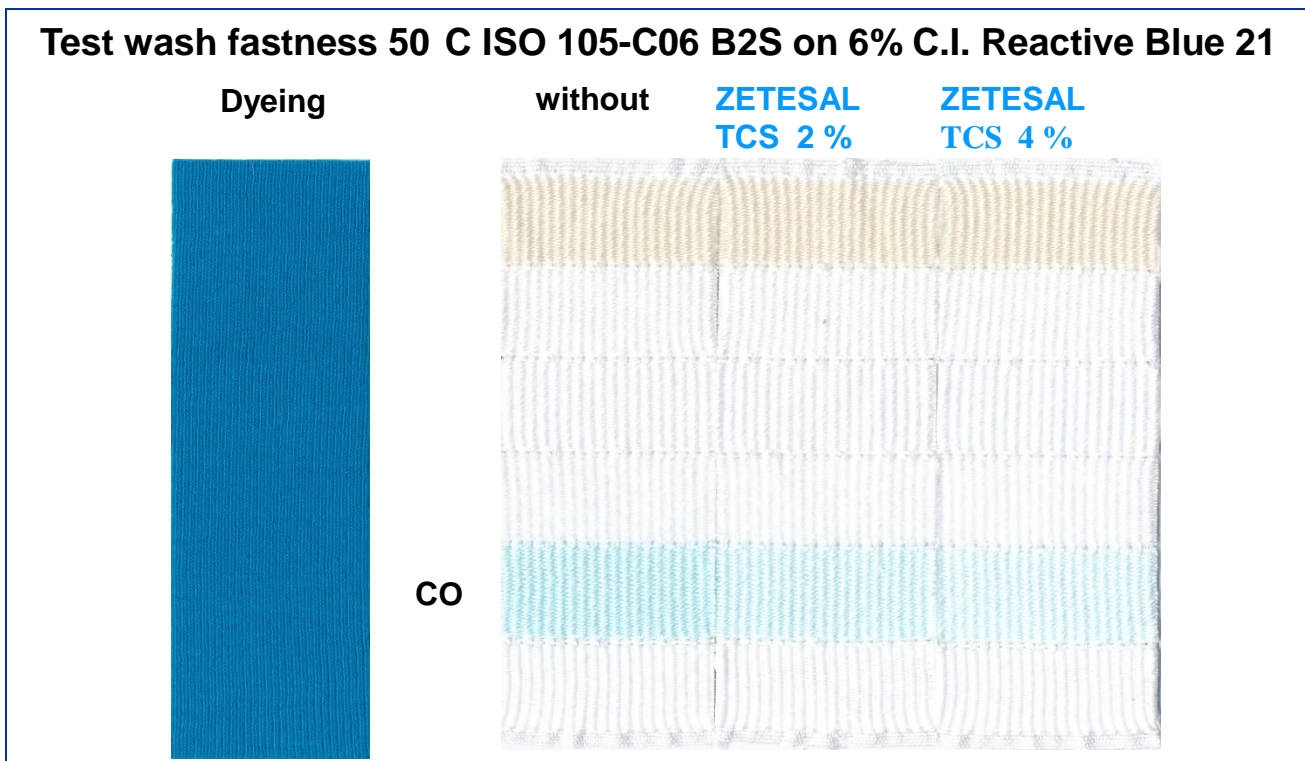 Test wash fastness 50 C ISO 105-C06 B2S on 6% C.I. Reactive Blue 21
Dyeing
without
ZETESAL
TCS 2 %
ZETESAL
TCS 4 %
CO